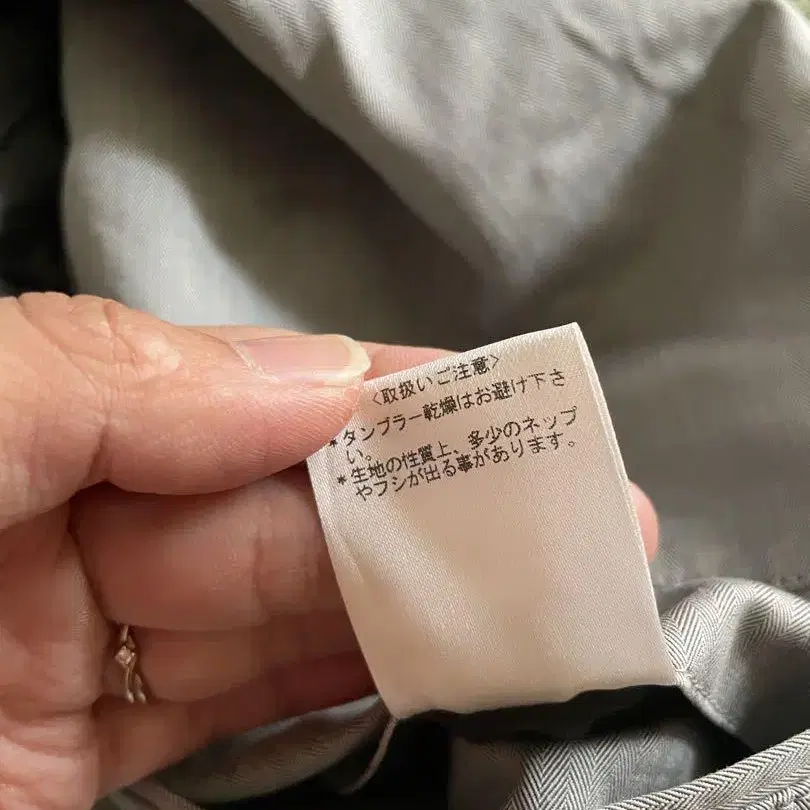 〈取扱いご注意〉
*タンブラー乾燥はお避け下さ
い。
*生地の性質上、多少のネップ
やフシが出る事があります。